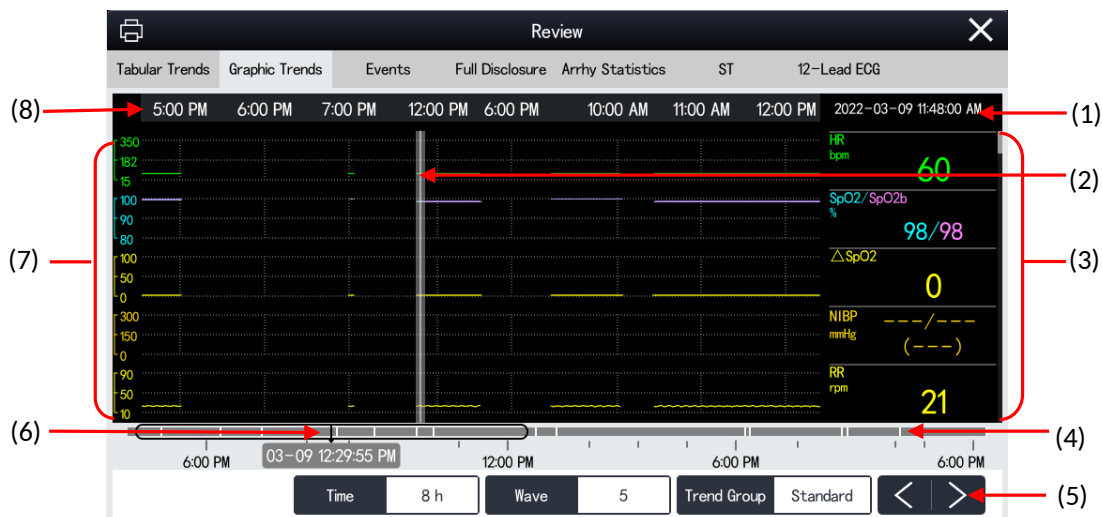 Review
Tabular Trends Graphic Trends Events Full Disclosure Arrhy Statistics ST 12-Lead ECG
(8) 5:00 PM 6:00 PM 7:00 PM 12:00 PM 6:00 PM 10:00 AM 11:00 AM 12:00 PM 2022-03-09 11:48:00 AM (1)
350 HR
182 bpm 60
15 (2)
100 SpO2/SpO2b
90 % 98/98
80
(7) 100 △SpO2 (3)
50 0
0
300 NIBP ---/---
150 mmHg
0 (---)
90 RR
50 rpm 21
10
(6) (4)
6:00 PM 03-09 12:29:55 PM 12:00 PM 6:00 PM 6:00 PM
Time 8 h Wave 5 Trend Group Standard < > (5)